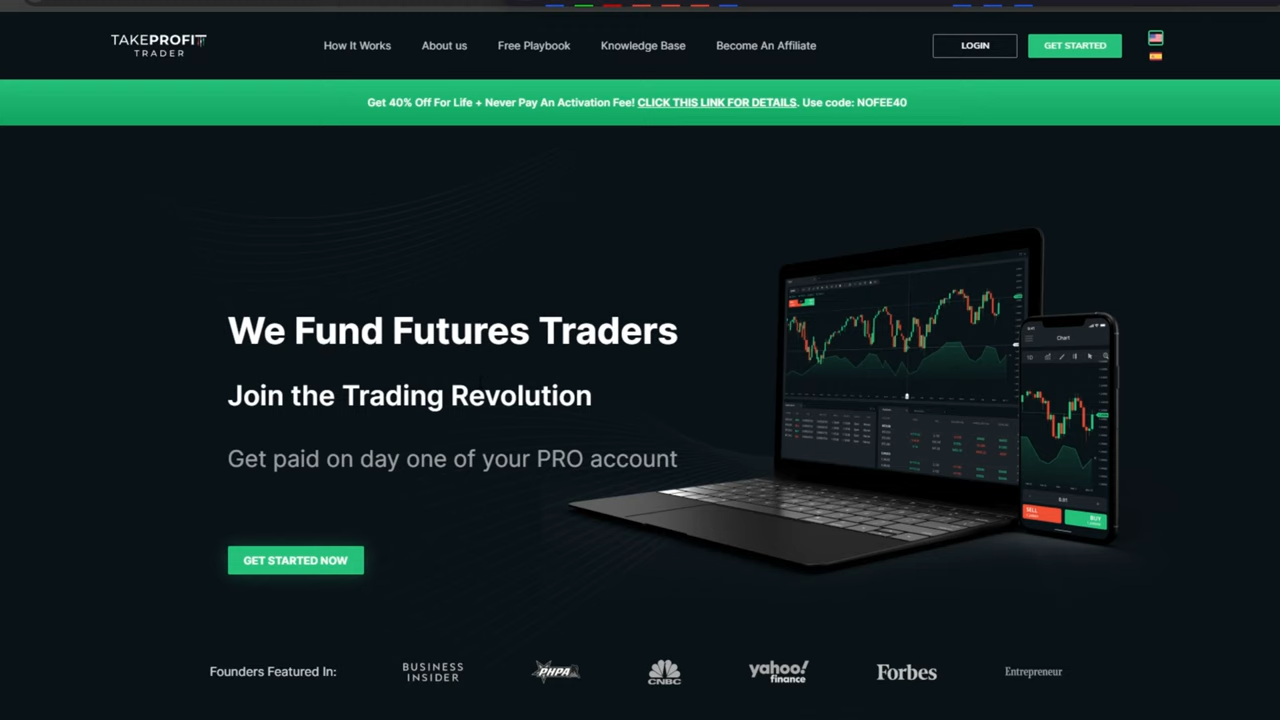 TAKEPROFIT
TRADER
How It Works
About us
Free Playbook
Knowledge Base
Become An Affiliate
LOGIN
GET STARTED
Get 40% Off For Life + Never Pay An Activation Fee! CLICK THIS LINK FOR DETAILS. Use code: NOFEE40
We Fund Futures Traders
Join the Trading Revolution
Get paid on day one of your PRO account
GET STARTED NOW
Chart
SELL
BUY
Founders Featured In:
BUSINESS
INSIDER
PHPA
CNBC
yahoo!
finance
Forbes
Entrepreneur